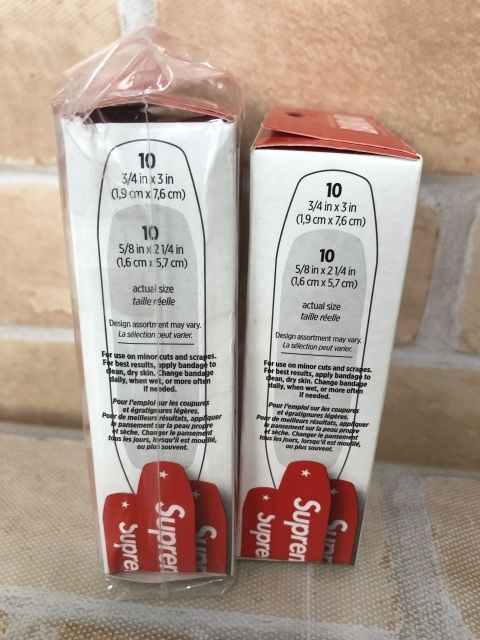 10
3/4 in x 3 in
(1,9 cm x 7,6 cm)
10
5/8 in x 2 1/4 in
(1,6 cm x 5,7 cm)
actual size
taille réelle
Design assortment may vary.
La sélection peut varier.
For use on minor cuts and scrapes.
For best results, apply bandage to
clean, dry skin. Change bandage
daily, when wet, or more often
if needed.
Pour l'emploi sur les coupures
et égratignures légères.
Pour de meilleurs résultats, appliquer
le pansement sur la peau propre
et sèche. Changer le pansement
tous les jours, lorsqu'il est mouillé,
ou plus souvent.
Supre
Suprem
Supr
10
3/4 in x 3 in
(1,9 cm x 7,6 cm)
10
5/8 in x 2 1/4 in
(1,6 cm x 5,7 cm)
actual size
taille réelle
Design assortment may vary.
La sélection peut varier.
For use on minor cuts and scrapes.
For best results, apply bandage to
clean, dry skin. Change bandage
daily, when wet, or more often
if needed.
Pour l'emploi sur les coupures
et égratignures légères.
Pour de meilleurs résultats, appliquer
le pansement sur la peau propre
et sèche. Changer le pansement
tous les jours, lorsqu'il est mouillé,
ou plus souvent.
Supre
Supren
Supr